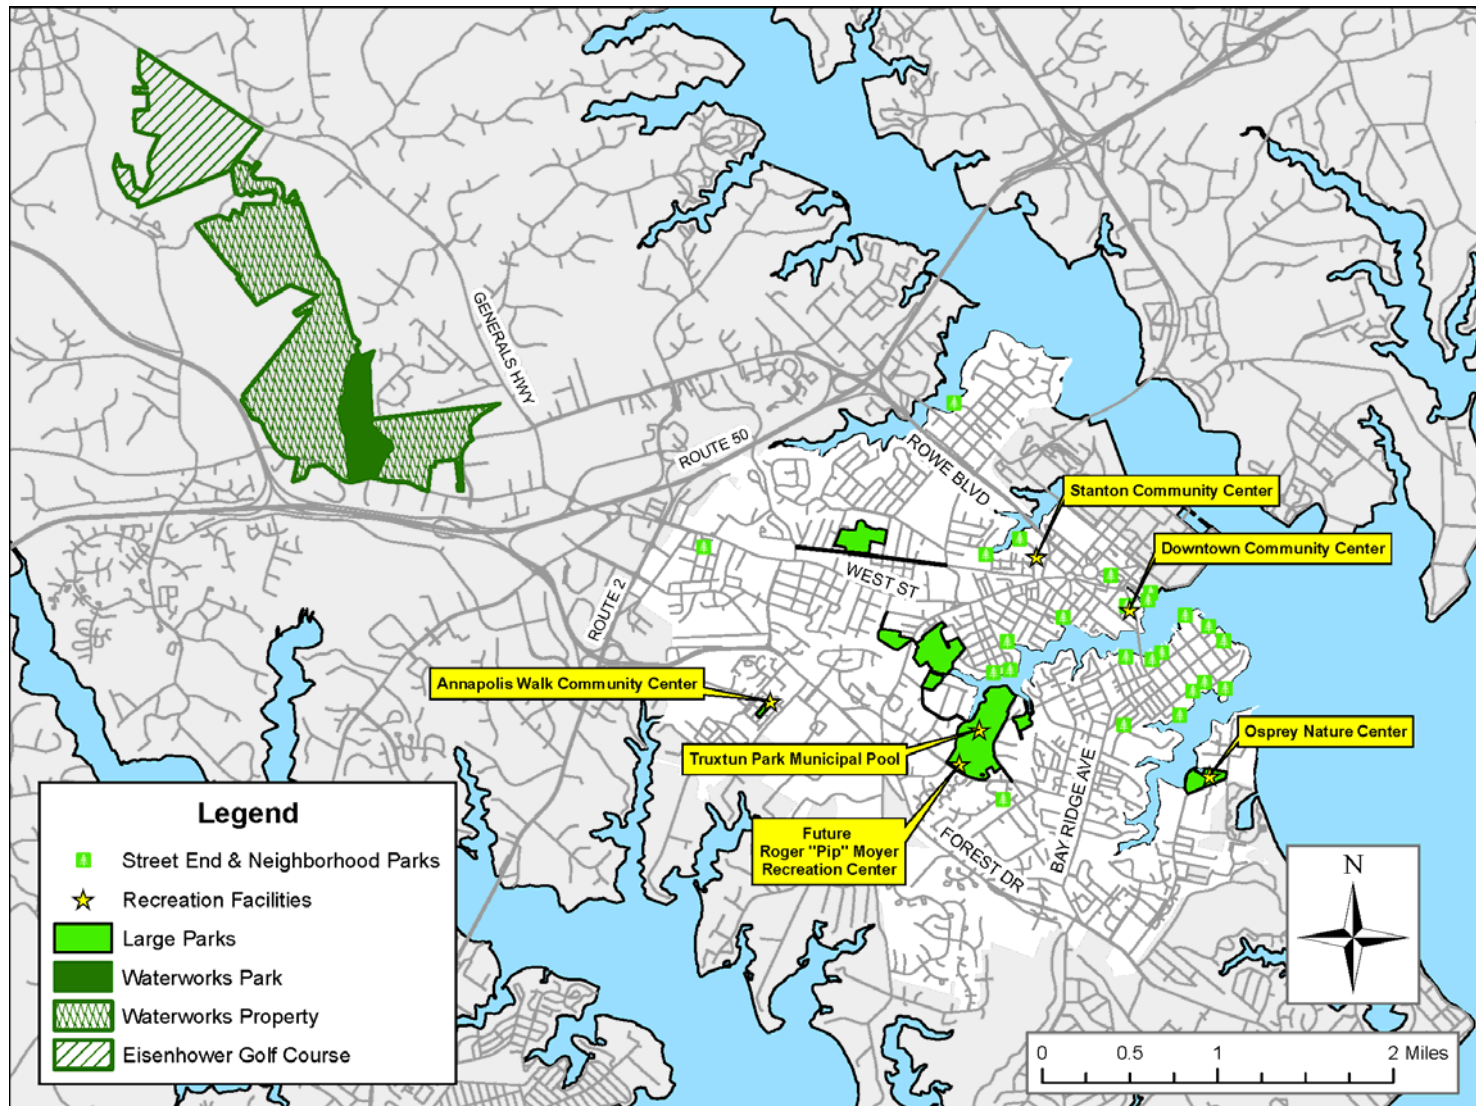 GENERALS HWY
ROUTE 50
ROWE BLVD
Stanton Community Center
Downtown Community Center
WEST ST
ROUTE 2
Annapolis Walk Community Center
Truxtun Park Municipal Pool
Osprey Nature Center
Future
Roger "Pip" Moyer
Recreation Center
FOREST DR
BAY RIDGE AVE
Legend
Street End & Neighborhood Parks
Recreation Facilities
Large Parks
Waterworks Park
Waterworks Property
Eisenhower Golf Course
N
0 0.5 1 2 Miles